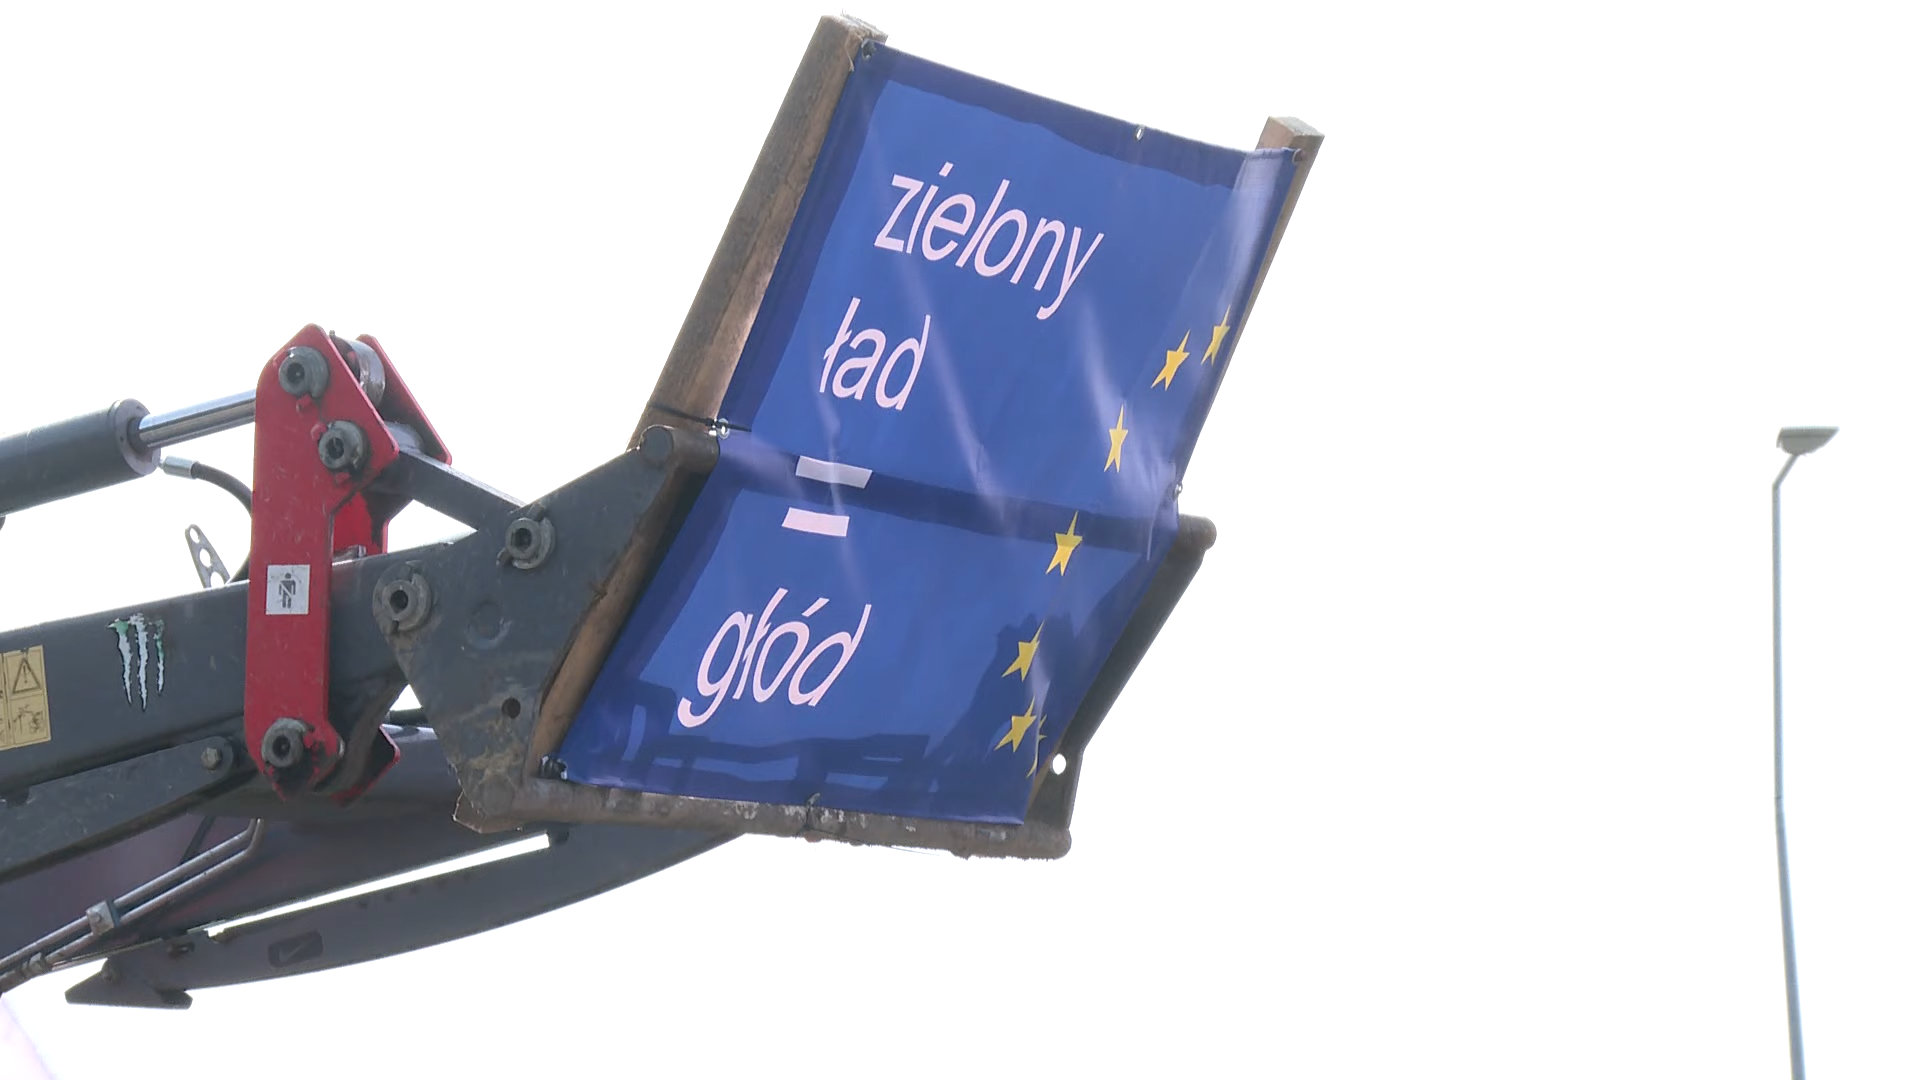 zielony
ład
=
głód